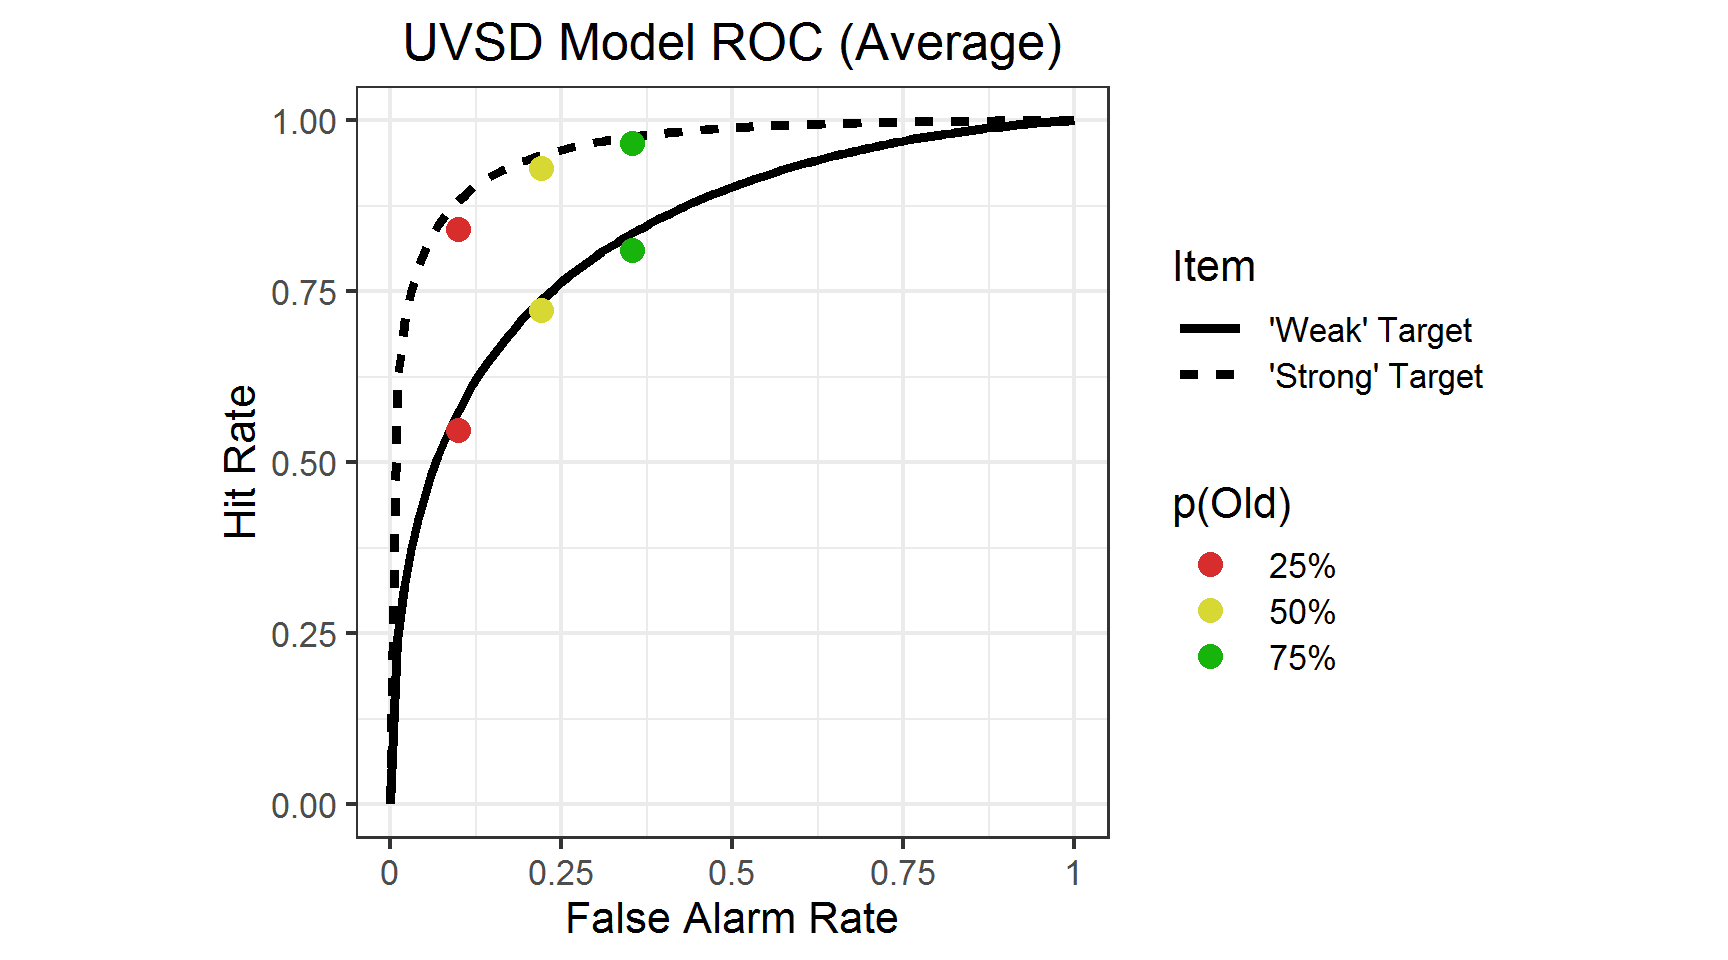 UVSD Model ROC (Average)
1.00
0.75
0.50
0.25
0.00
Hit Rate
0
0.25
0.5
0.75
1
False Alarm Rate
Item
'Weak' Target
'Strong' Target
p(Old)
25%
50%
75%